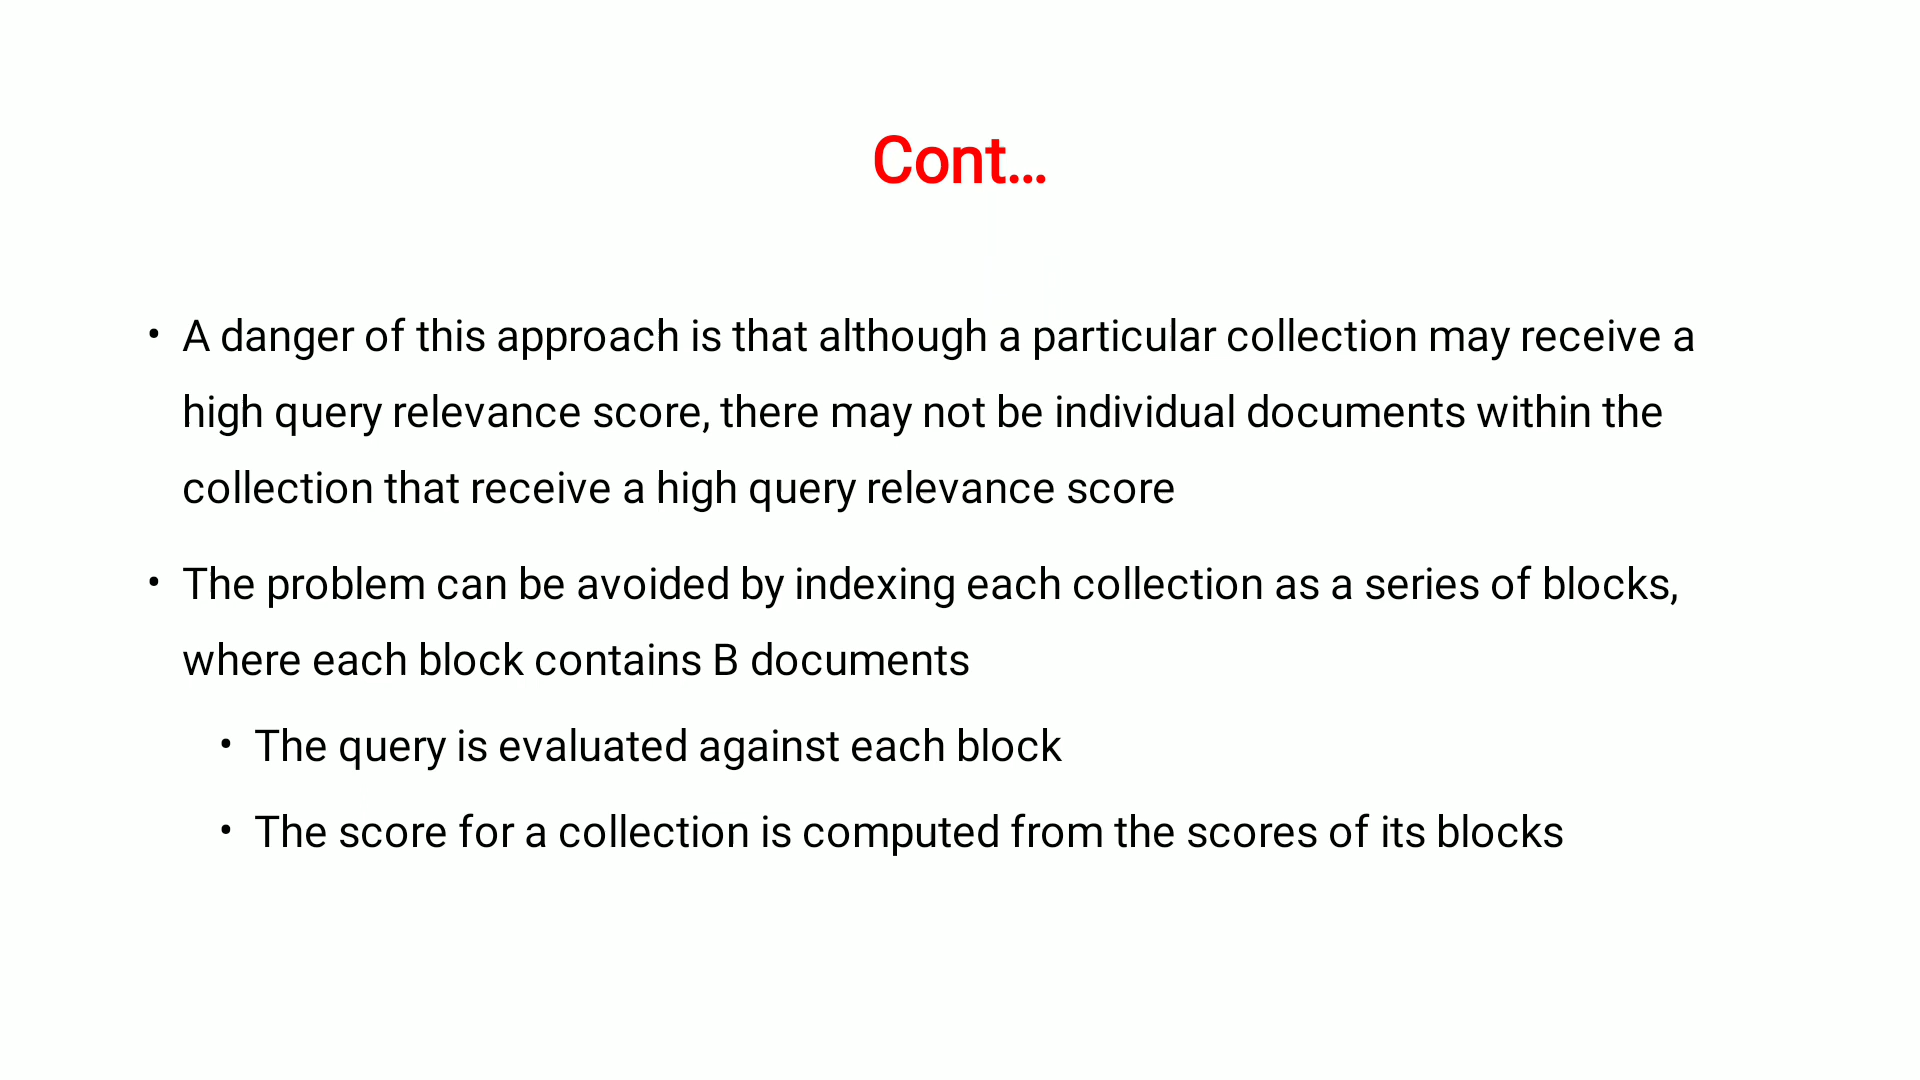 Cont...
• A danger of this approach is that although a particular collection may receive a
high query relevance score, there may not be individual documents within the
collection that receive a high query relevance score
• The problem can be avoided by indexing each collection as a series of blocks,
where each block contains B documents
• The query is evaluated against each block
• The score for a collection is computed from the scores of its blocks